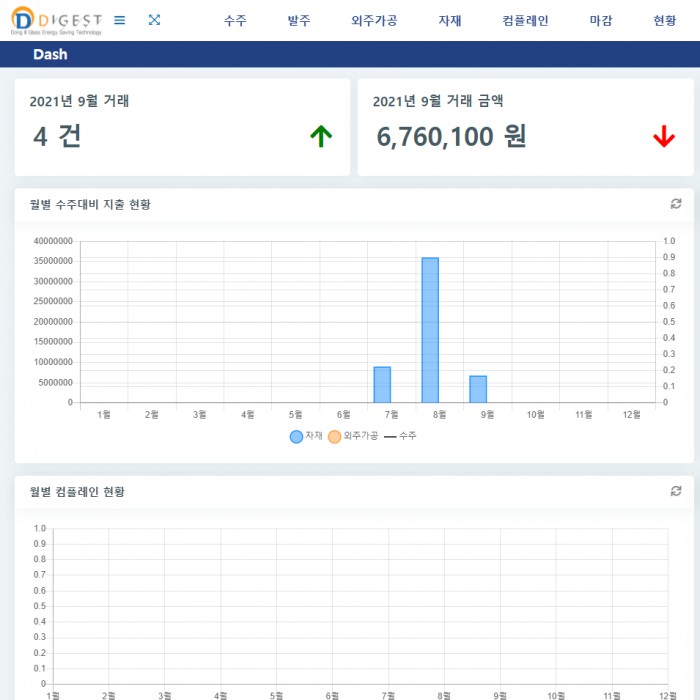 DIGEST
Dong Il Glass Energy Saving Technology
수주 발주 외주가공 자재 컴플레인 마감 현황
Dash
2021년 9월 거래
4 건
2021년 9월 거래 금액
6,760,100 원
월별 수주대비 지출 현황
40000000
35000000
30000000
25000000
20000000
15000000
10000000
5000000
0
1.0
0.9
0.8
0.7
0.6
0.5
0.4
0.3
0.2
0.1
0
1월 2월 3월 4월 5월 6월 7월 8월 9월 10월 11월 12월
자재 외주가공 수주
월별 컴플레인 현황
1.0
0.9
0.8
0.7
0.6
0.5
0.4
0.3
0.2
0.1
0
1월 2월 3월 4월 5월 6월 7월 8월 9월 10월 11월 12월